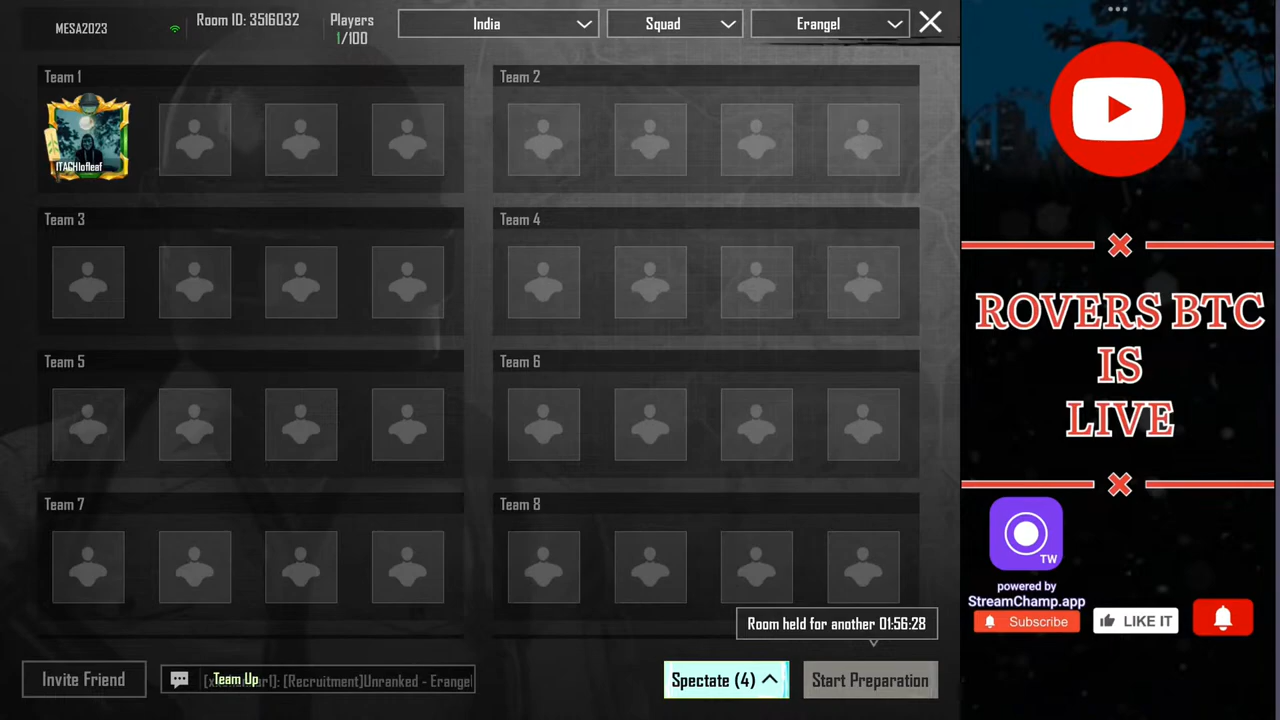 MESA2023
Room ID: 3516032
Players
1/100
India
Squad
Erangel
Team 1
Team 2
ITACHIofleaf
Team 3
Team 4
Team 5
Team 6
Team 7
Team 8
Room held for another 01:56:28
Invite Friend
Team Up
[Recruitment]Unranked - Erangel
Spectate (4)
Start Preparation
ROVERS BTC
IS
LIVE
TW
powered by
StreamChamp.app
Subscribe
LIKE IT